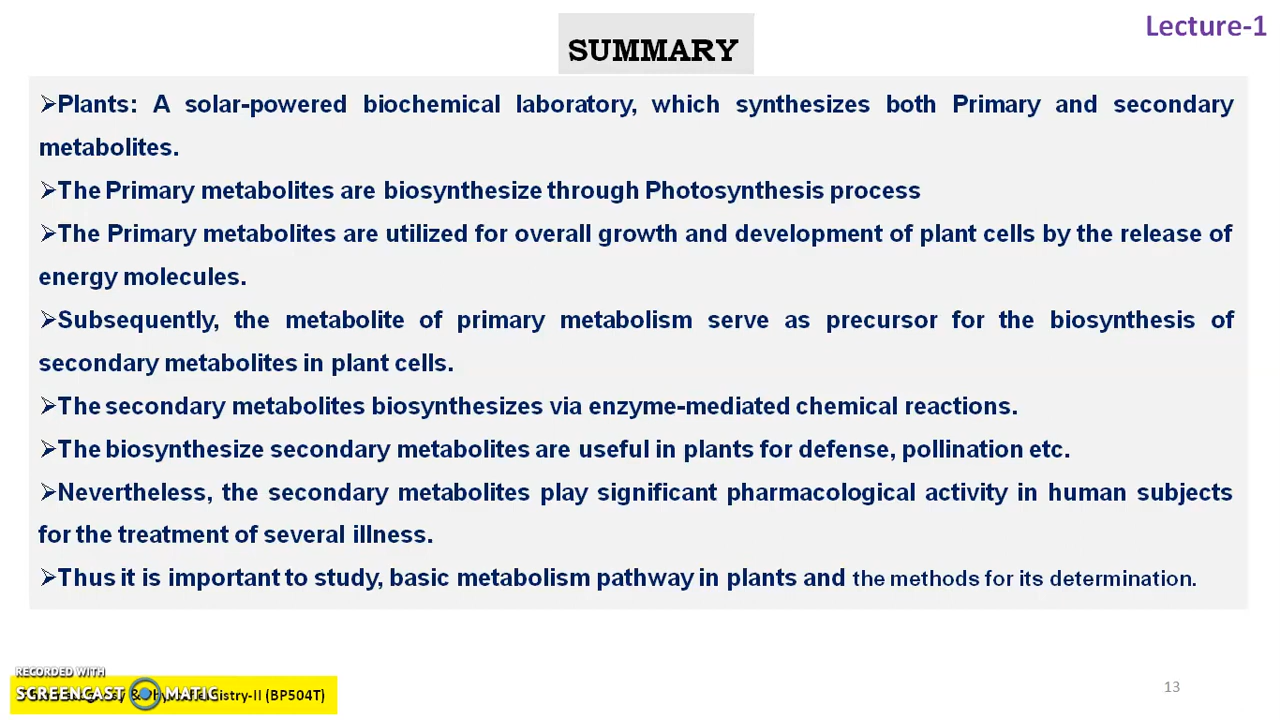 Lecture-1
SUMMARY
➢Plants: A solar-powered biochemical laboratory, which synthesizes both Primary and secondary
metabolites.
➢The Primary metabolites are biosynthesize through Photosynthesis process
➢The Primary metabolites are utilized for overall growth and development of plant cells by the release of
energy molecules.
➢Subsequently, the metabolite of primary metabolism serve as precursor for the biosynthesis of
secondary metabolites in plant cells.
➢The secondary metabolites biosynthesizes via enzyme-mediated chemical reactions.
➢The biosynthesize secondary metabolites are useful in plants for defense, pollination etc.
➢Nevertheless, the secondary metabolites play significant pharmacological activity in human subjects
for the treatment of several illness.
➢Thus it is important to study, basic metabolism pathway in plants and the methods for its determination.
RECORDED WITH
SCREENCAST MATIC
&
-II (BP504T)
13